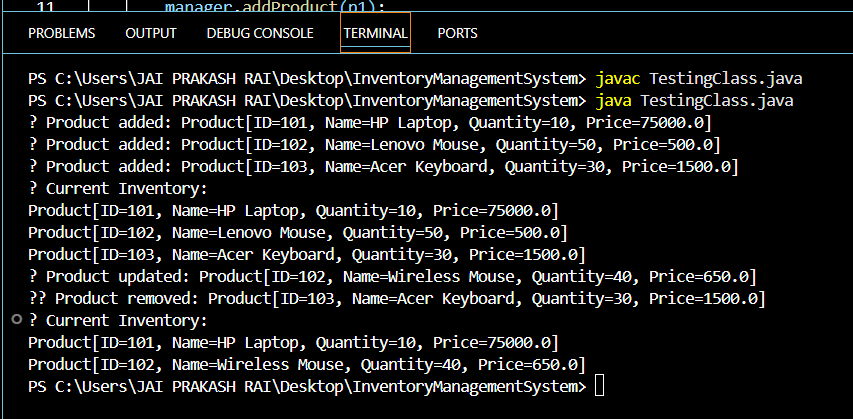 11 manager.addProduct(p1);
PROBLEMS OUTPUT DEBUG CONSOLE TERMINAL PORTS
PS C:\Users\JAI PRAKASH RAI\Desktop\InventoryManagementSystem> javac TestingClass.java
PS C:\Users\JAI PRAKASH RAI\Desktop\InventoryManagementSystem> java TestingClass.java
? Product added: Product[ID=101, Name=HP Laptop, Quantity=10, Price=75000.0]
? Product added: Product[ID=102, Name=Lenovo Mouse, Quantity=50, Price=500.0]
? Product added: Product[ID=103, Name=Acer Keyboard, Quantity=30, Price=1500.0]
? Current Inventory:
Product[ID=101, Name=HP Laptop, Quantity=10, Price=75000.0]
Product[ID=102, Name=Lenovo Mouse, Quantity=50, Price=500.0]
Product[ID=103, Name=Acer Keyboard, Quantity=30, Price=1500.0]
? Product updated: Product[ID=102, Name=Wireless Mouse, Quantity=40, Price=650.0]
?? Product removed: Product[ID=103, Name=Acer Keyboard, Quantity=30, Price=1500.0]
? Current Inventory:
Product[ID=101, Name=HP Laptop, Quantity=10, Price=75000.0]
Product[ID=102, Name=Wireless Mouse, Quantity=40, Price=650.0]
PS C:\Users\JAI PRAKASH RAI\Desktop\InventoryManagementSystem>